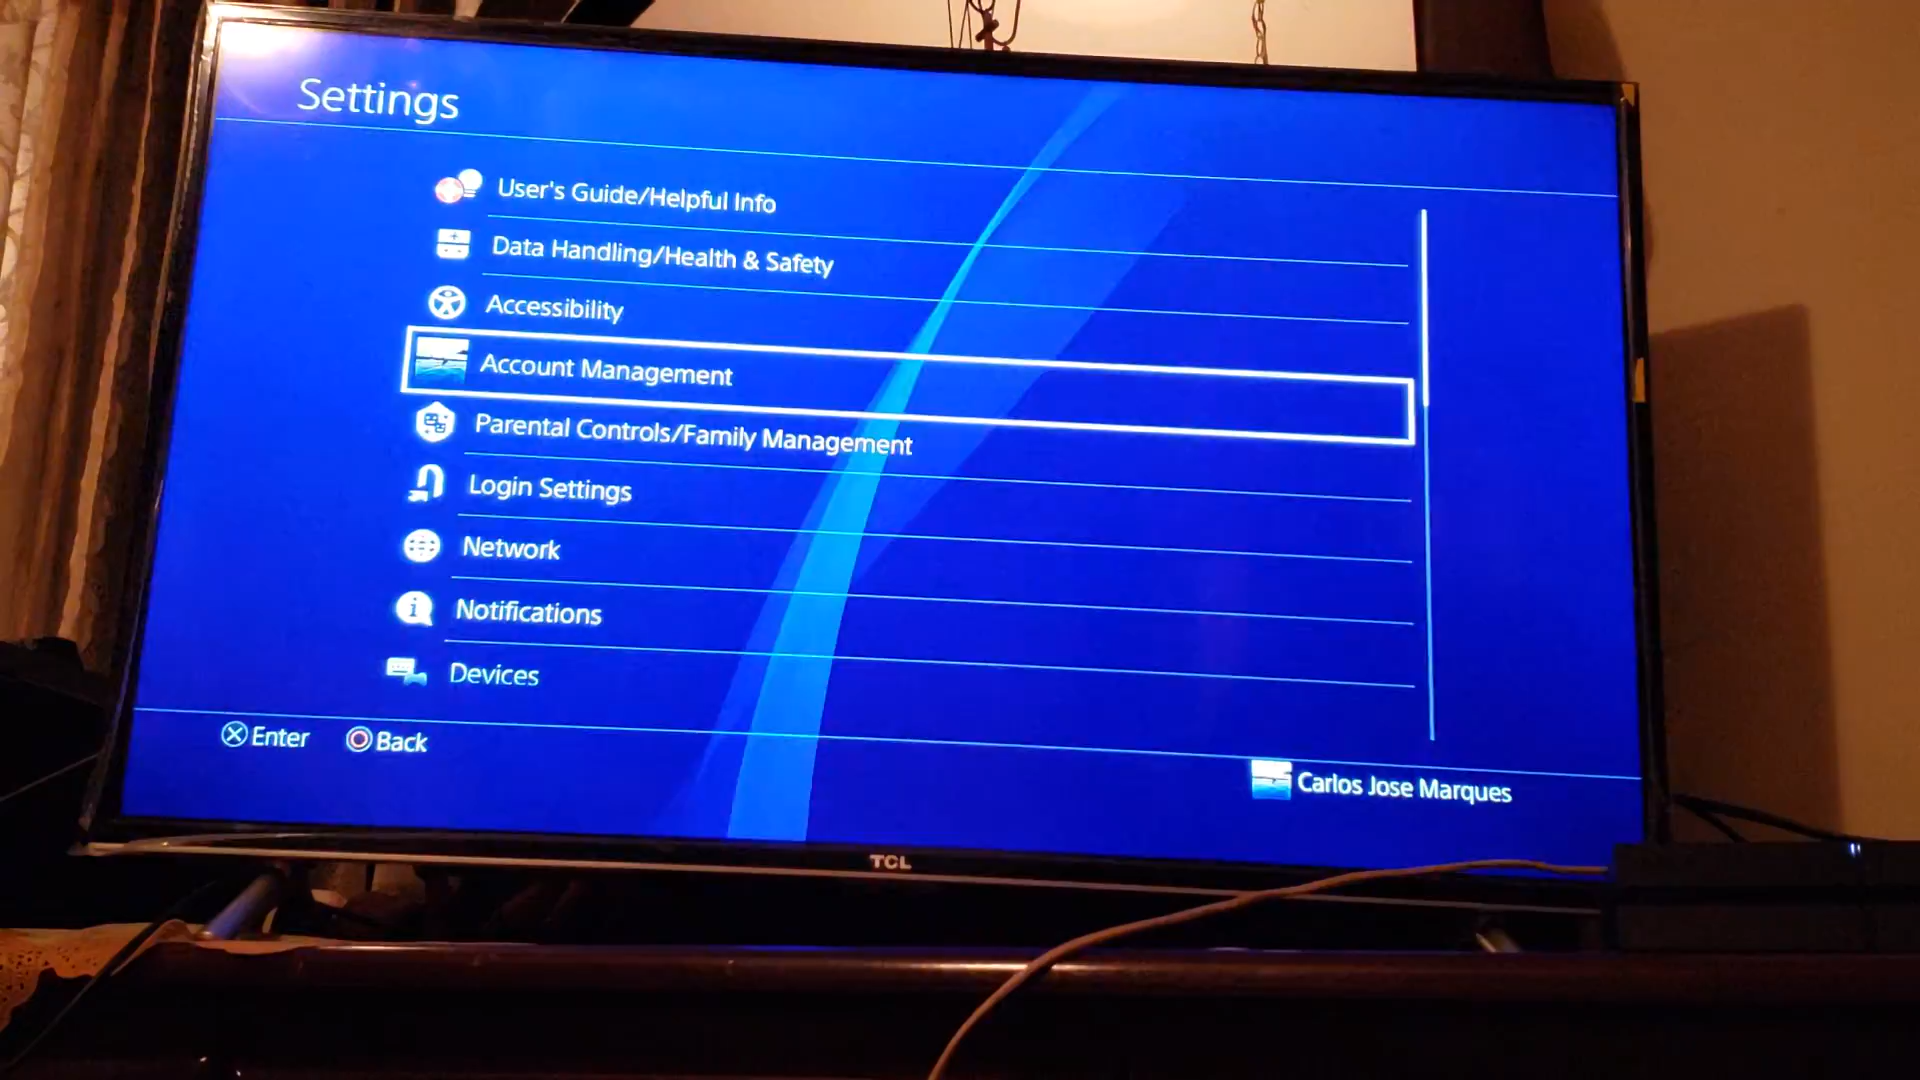 Settings
User's Guide/Helpful Info
Data Handling/Health & Safety
Accessibility
Account Management
Parental Controls/Family Management
Login Settings
Network
Notifications
Devices
Enter Back
Carlos Jose Marques
TCL